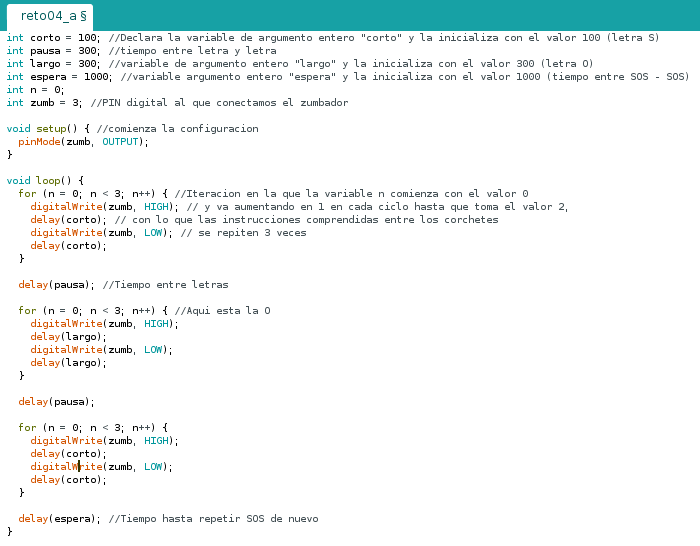 reto04_a §
int corto = 100; //Declara la variable de argumento entero "corto" y la inicializa con el valor 100 (letra S)
int pausa = 300; //tiempo entre letra y letra
int largo = 300; //variable de argumento entero "largo" y la inicializa con el valor 300 (letra O)
int espera = 1000; //variable argumento entero "espera" y la inicializa con el valor 1000 (tiempo entre SOS - SOS)
int n = 0;
int zumb = 3; //PIN digital al que conectamos el zumbador

void setup() { //comienza la configuracion
  pinMode(zumb, OUTPUT);
}

void loop() {
  for (n = 0; n < 3; n++) { //Iteracion en la que la variable n comienza con el valor 0
    digitalWrite(zumb, HIGH); // y va aumentando en 1 en cada ciclo hasta que toma el valor 2,
    delay(corto); // con lo que las instrucciones comprendidas entre los corchetes
    digitalWrite(zumb, LOW); // se repiten 3 veces
    delay(corto);
  }

  delay(pausa); //Tiempo entre letras

  for (n = 0; n < 3; n++) { //Aqui esta la O
    digitalWrite(zumb, HIGH);
    delay(largo);
    digitalWrite(zumb, LOW);
    delay(largo);
  }

  delay(pausa);

  for (n = 0; n < 3; n++) {
    digitalWrite(zumb, HIGH);
    delay(corto);
    digitalWrite(zumb, LOW);
    delay(corto);
  }

  delay(espera); //Tiempo hasta repetir SOS de nuevo
}